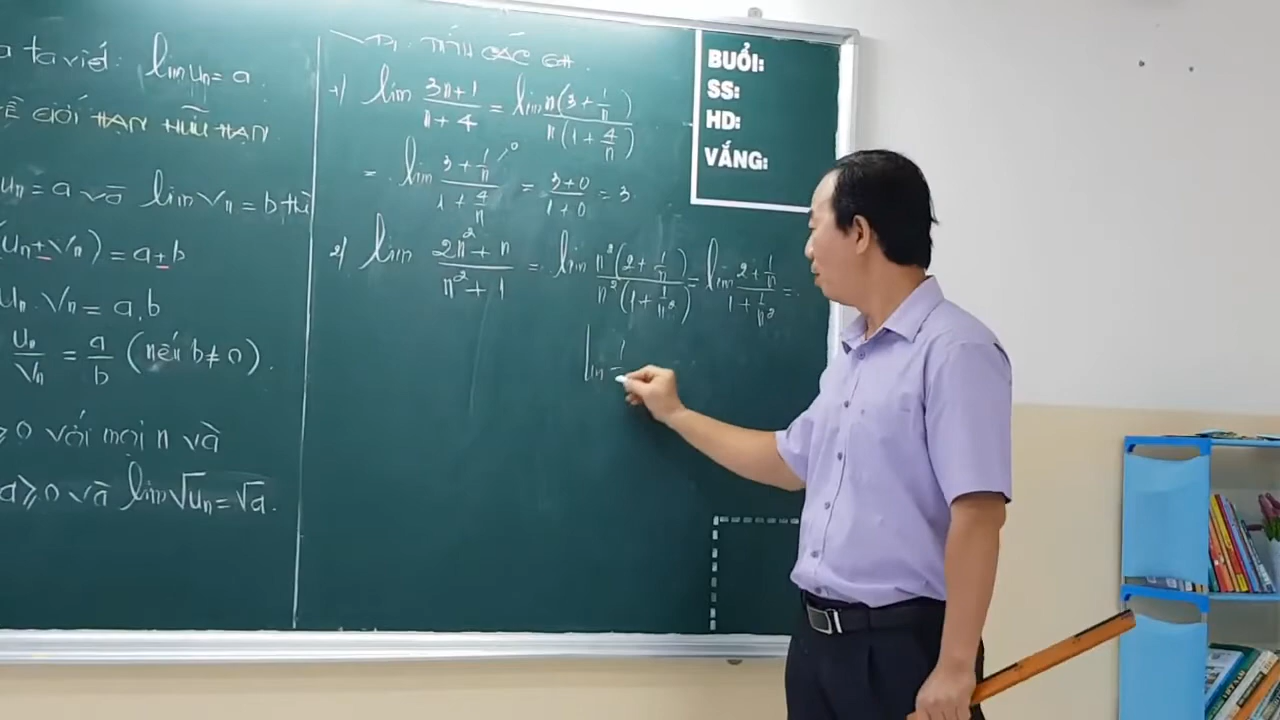 a ta viết: lim uₙ = a.
VỀ GIỚI HẠN HỮU HẠN.
uₙ = a và lim vₙ = b, thì
(uₙ ± vₙ) = a ± b
uₙ . vₙ = a.b
uₙ/vₙ = a/b (nếu b ≠ 0).
≥ 0 với mọi n và
a ≥ 0 và lim √uₙ = √a.
TÍNH CÁC GH.
1) lim (3n+1)/(n+4) = lim n(3 + 1/n)/n(1 + 4/n)
= lim (3 + 1/n)/(1 + 4/n) = (3+0)/(1+0) = 3
0
2) lim (2n² + n)/(n² + 1) = lim n²(2 + 1/n)/n²(1 + 1/n²) = lim (2 + 1/n)/(1 + 1/n²) =
lim 1
BUỔI:
SS:
HD:
VẮNG: